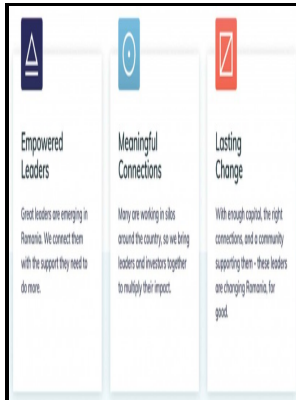 Empowered
Leaders
Great leaders are emerging in
Romania. We connect them
with the support they need to
do more.
Meaningful
Connections
Many are working in silos
around the country, so we bring
leaders and investors together
to multiply their impact.
Lasting
Change
With enough capital, the right
connections, and a community
supporting them - these leaders
are changing Romania, for
good.